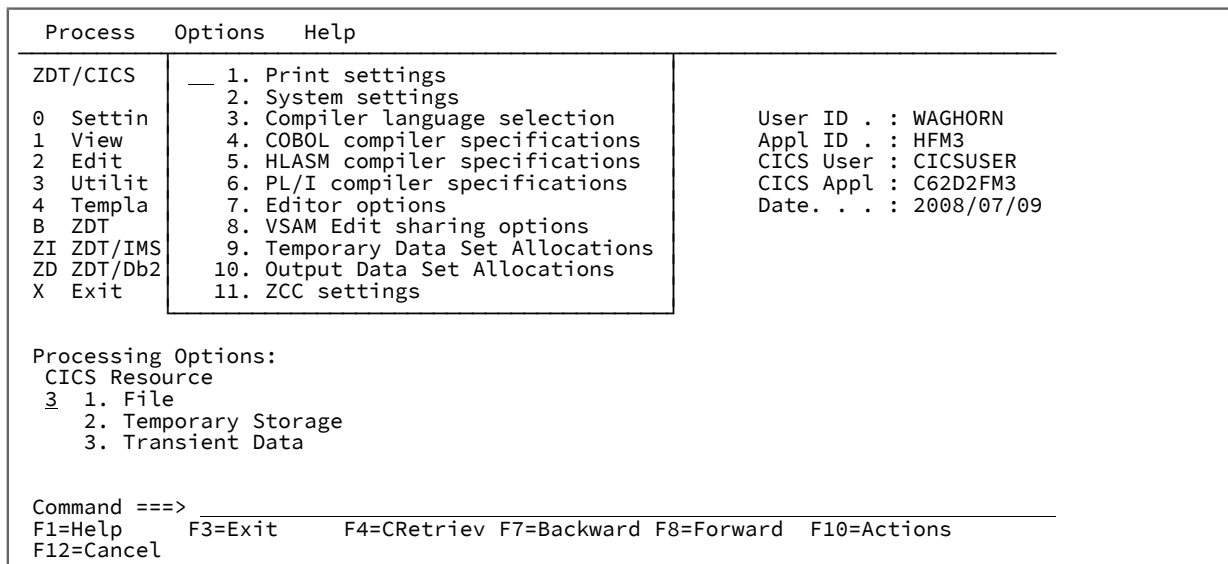 Process   Options   Help
ZDT/CICS   __ 1. Print settings
              2. System settings
0  Settin     3. Compiler language selection     User ID . : WAGHORN
1  View       4. COBOL compiler specifications   Appl ID . : HFM3
2  Edit       5. HLASM compiler specifications   CICS User : CICSUSER
3  Utilit     6. PL/I compiler specifications    CICS Appl : C62D2FM3
4  Templa     7. Editor options                  Date. . . : 2008/07/09
B  ZDT        8. VSAM Edit sharing options
ZI ZDT/IMS    9. Temporary Data Set Allocations
ZD ZDT/Db2   10. Output Data Set Allocations
X  Exit      11. ZCC settings
Processing Options:
CICS Resource
3  1. File
   2. Temporary Storage
   3. Transient Data
Command ===>
F1=Help   F3=Exit   F4=CRetriev F7=Backward F8=Forward  F10=Actions
F12=Cancel